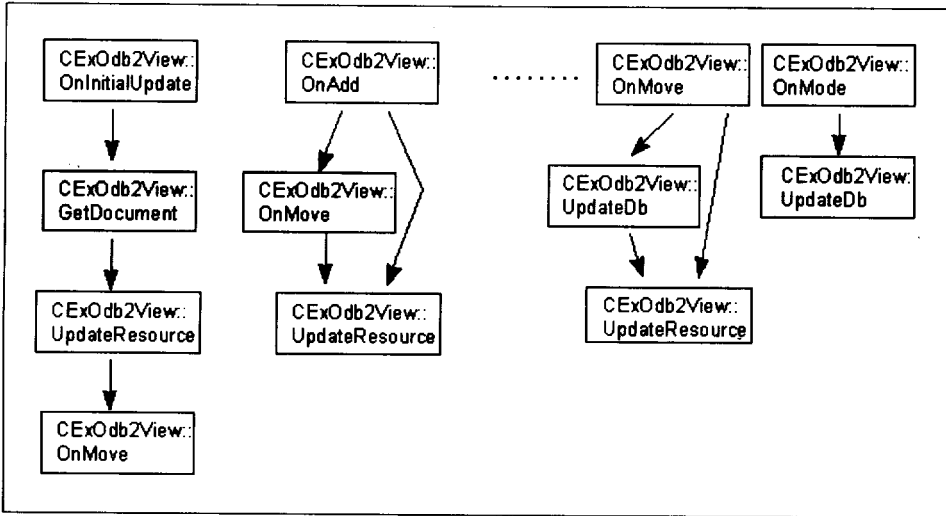 CExOdb2View::
OnInitialUpdate
CExOdb2View::
GetDocument
CExOdb2View::
UpdateResource
CExOdb2View::
OnMove
CExOdb2View::
OnAdd
CExOdb2View::
OnMove
CExOdb2View::
UpdateResource
........
CExOdb2View::
OnMove
CExOdb2View::
UpdateDb
CExOdb2View::
UpdateResource
CExOdb2View::
OnMode
CExOdb2View:
UpdateDb